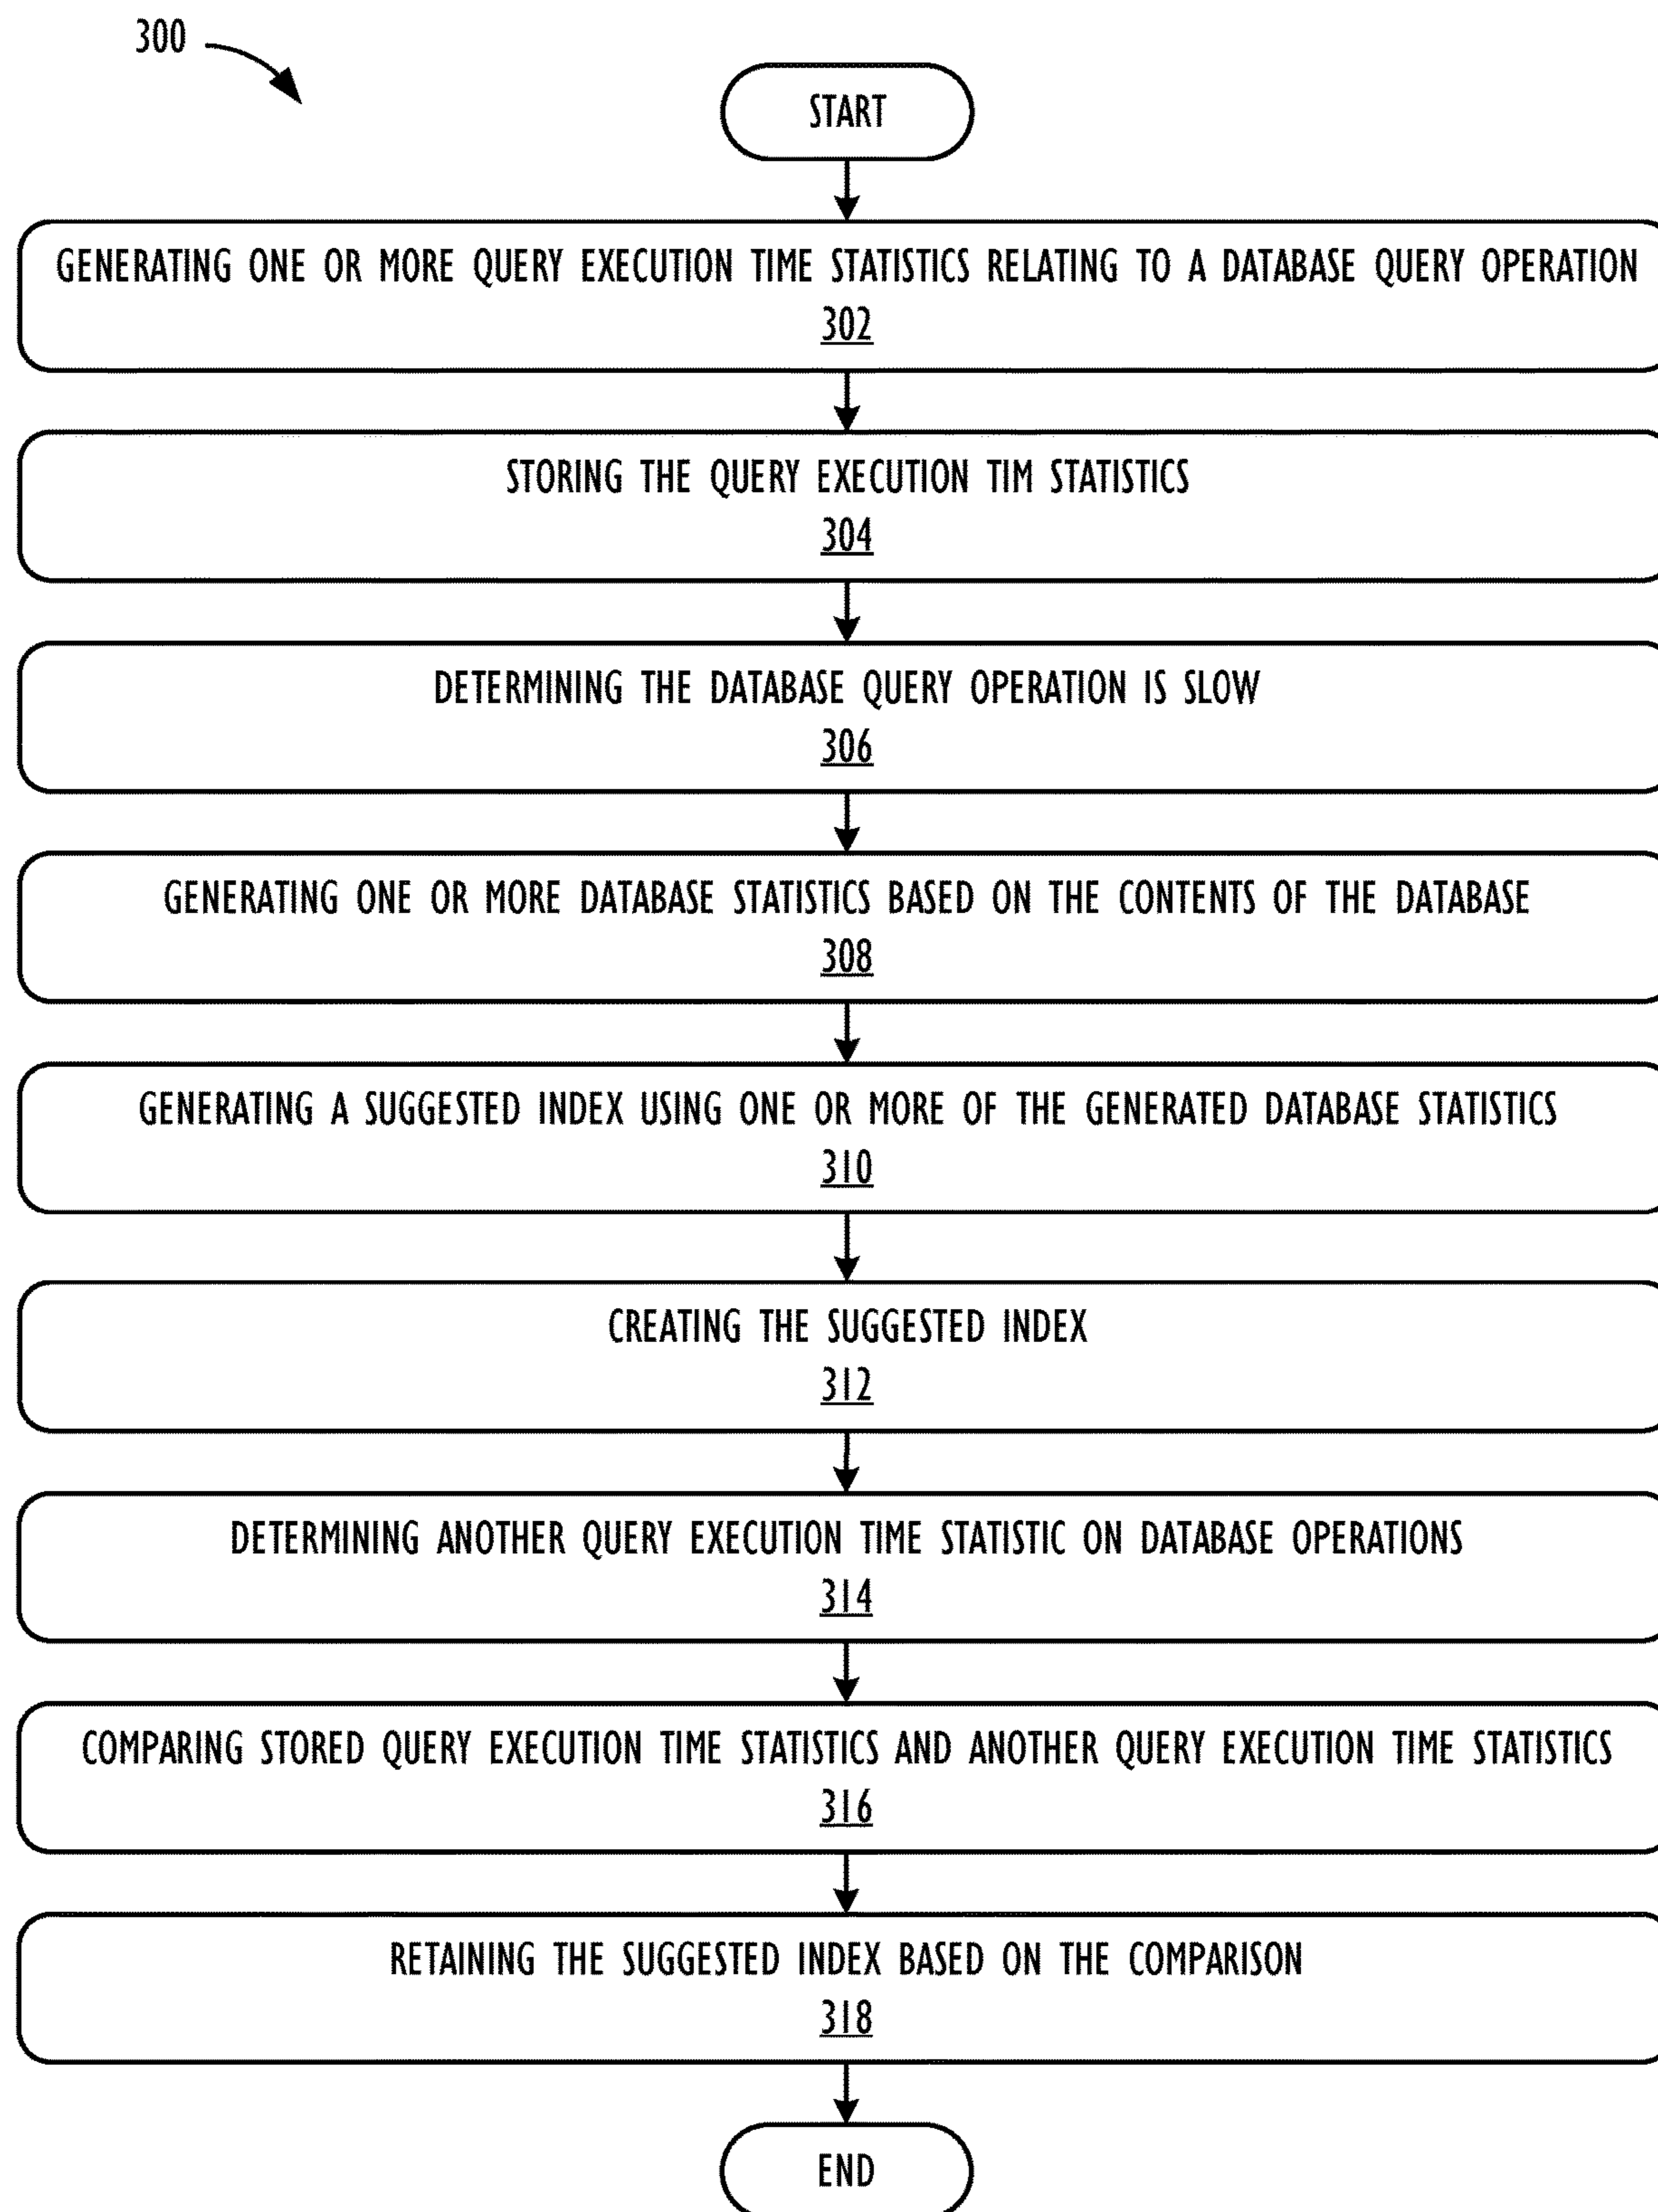 300
START
GENERATING ONE OR MORE QUERY EXECUTION TIME STATISTICS RELATING TO A DATABASE QUERY OPERATION
302
STORING THE QUERY EXECUTION TIM STATISTICS
304
DETERMINING THE DATABASE QUERY OPERATION IS SLOW
306
GENERATING ONE OR MORE DATABASE STATISTICS BASED ON THE CONTENTS OF THE DATABASE
308
GENERATING A SUGGESTED INDEX USING ONE OR MORE OF THE GENERATED DATABASE STATISTICS
310
CREATING THE SUGGESTED INDEX
312
DETERMINING ANOTHER QUERY EXECUTION TIME STATISTIC ON DATABASE OPERATIONS
314
COMPARING STORED QUERY EXECUTION TIME STATISTICS AND ANOTHER QUERY EXECUTION TIME STATISTICS
316
RETAINING THE SUGGESTED INDEX BASED ON THE COMPARISON
318
END